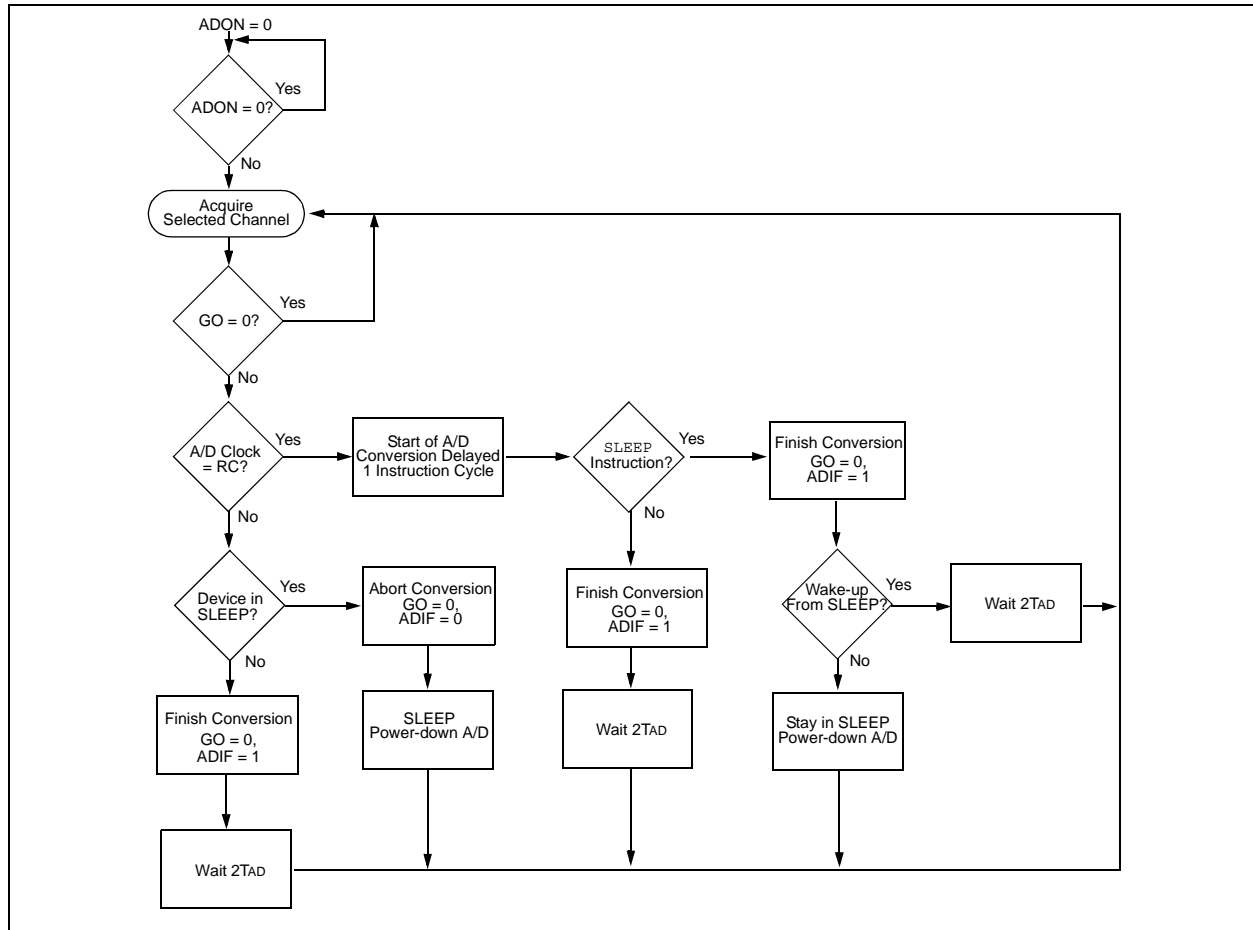 ADON = 0
Yes
ADON = 0?
No
Acquire
Selected Channel
Yes
GO = 0?
No
A/D Clock
= RC?
Yes
Start of A/D
Conversion Delayed
1 Instruction Cycle
SLEEP
Instruction?
Yes
Finish Conversion
GO = 0,
ADIF = 1
No
No
Device in
SLEEP?
Yes
Abort Conversion
GO = 0,
ADIF = 0
Finish Conversion
GO = 0,
ADIF = 1
Wake-up
From SLEEP?
Yes
Wait 2TAD
No
No
Finish Conversion
GO = 0,
ADIF = 1
SLEEP
Power-down A/D
Wait 2TAD
Stay in SLEEP
Power-down A/D
Wait 2TAD